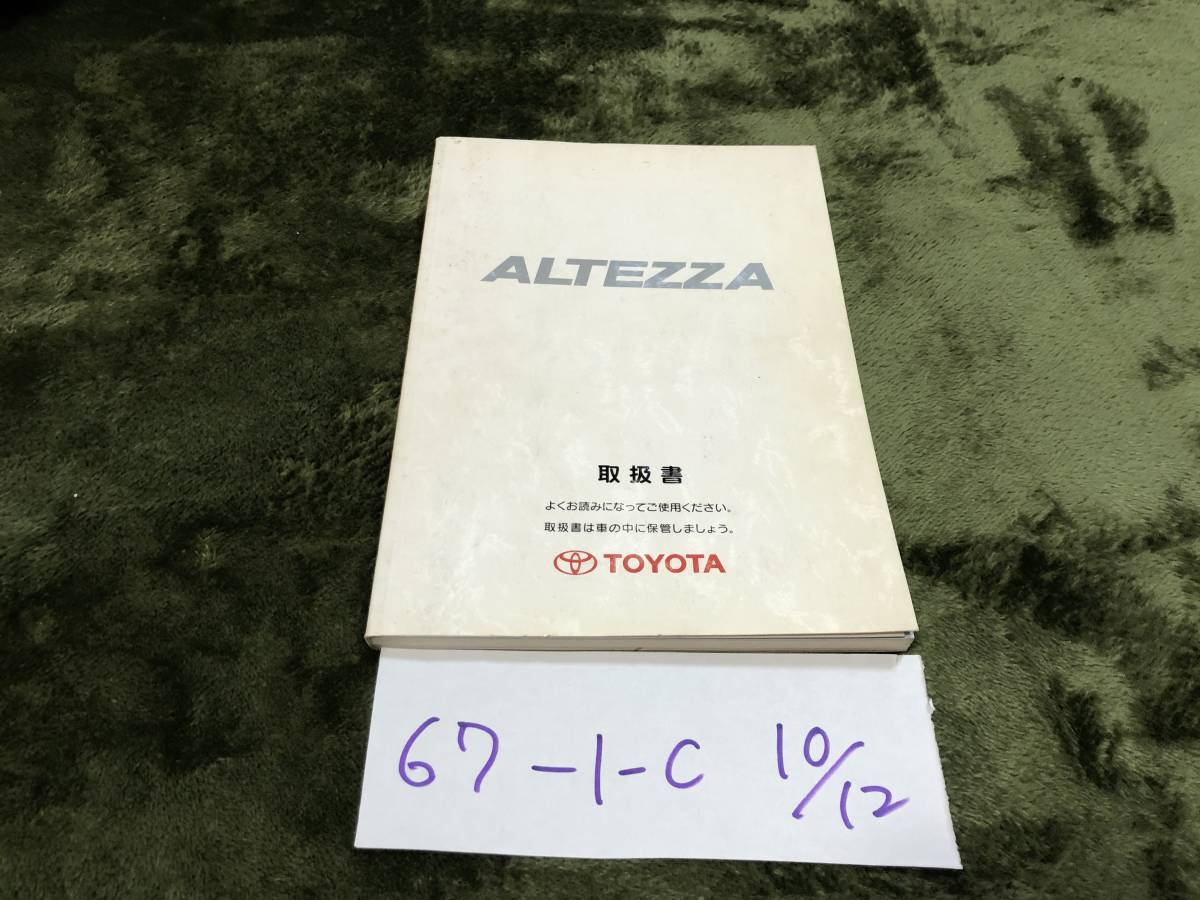 ALTEZZA
取扱書
よくお読みになってご使用ください。
取扱書は車の中に保管しましょう。
TOYOTA
67-1-C 10/12